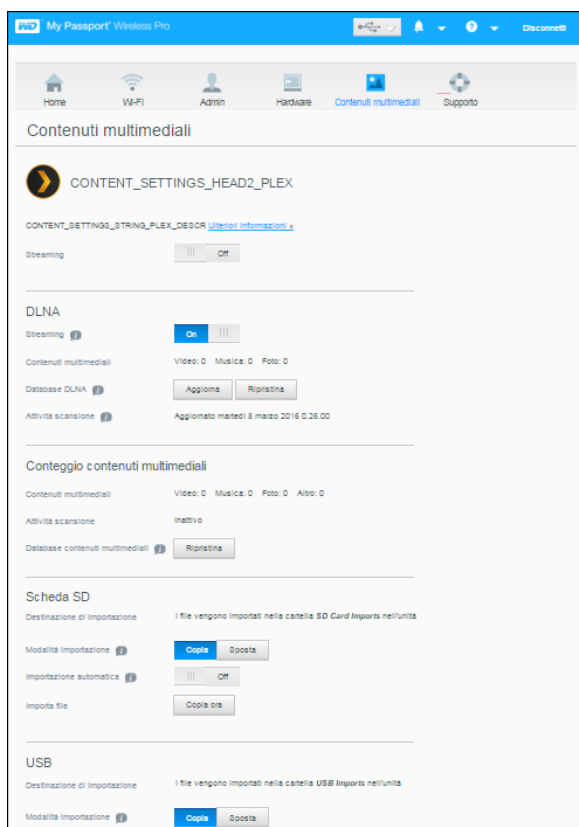 WD My Passport® Wireless Pro Disconnetti
Home Wi-Fi Admin Hardware Contenuti multimediali Supporto
Contenuti multimediali
CONTENT_SETTINGS_HEAD2_PLEX
CONTENT_SETTINGS_STRING_PLEX_DESCR Ulteriori informazioni »
Streaming Off
DLNA
Streaming On
Contenuti multimediali Video: 0 Musica: 0 Foto: 0
Database DLNA Aggiorna Ripristina
Attività scansione Aggiornato martedì 8 marzo 2016 0.26.00
Conteggio contenuti multimediali
Contenuti multimediali Video: 0 Musica: 0 Foto: 0 Altro: 0
Attività scansione Inattivo
Database contenuti multimediali Ripristina
Scheda SD
Destinazione di importazione I file vengono importati nella cartella SD Card Imports nell'unità
Modalità importazione Copia Sposta
Importazione automatica Off
Importa file Copia ora
USB
Destinazione di importazione I file vengono importati nella cartella USB Imports nell'unità
Modalità importazione Copia Sposta